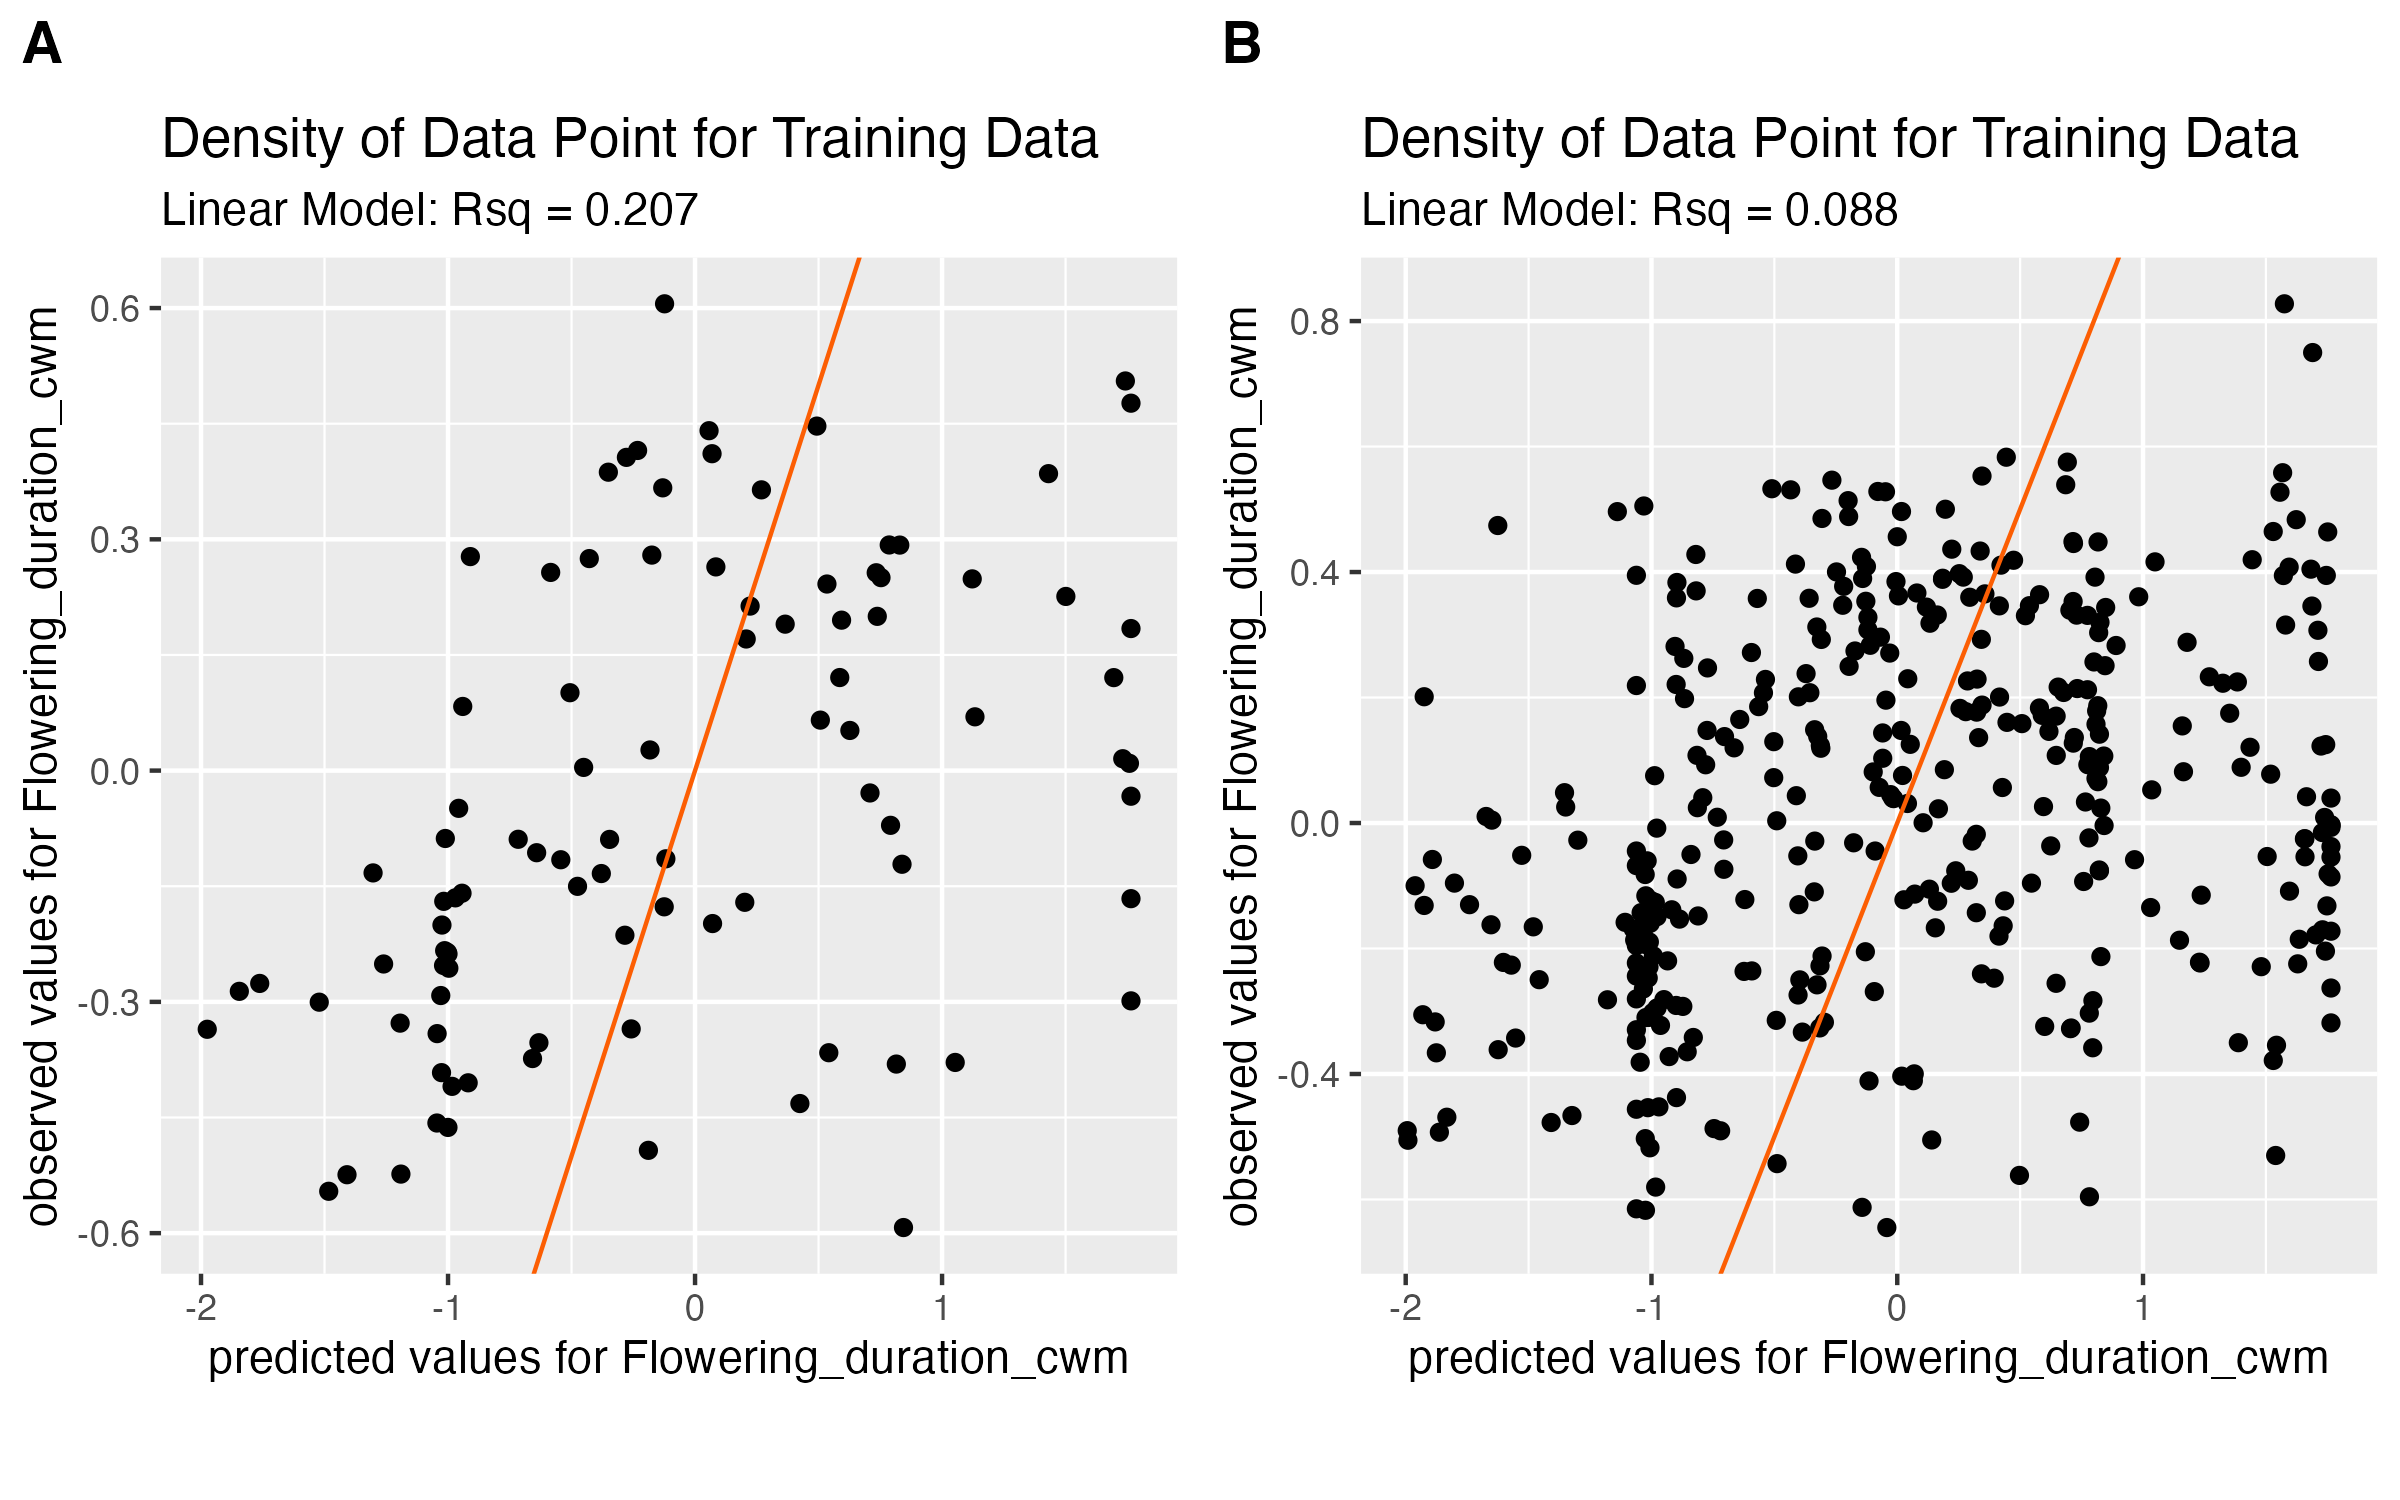 A
Density of Data Point for Training Data
Linear Model: Rsq = 0.207
observed values for Flowering_duration_cwm
0.6
0.3
0.0
-0.3
-0.6
-2
-1
0
1
predicted values for Flowering_duration_cwm
B
Density of Data Point for Training Data
Linear Model: Rsq = 0.088
observed values for Flowering_duration_cwm
0.8
0.4
0.0
-0.4
-2
-1
0
1
predicted values for Flowering_duration_cwm